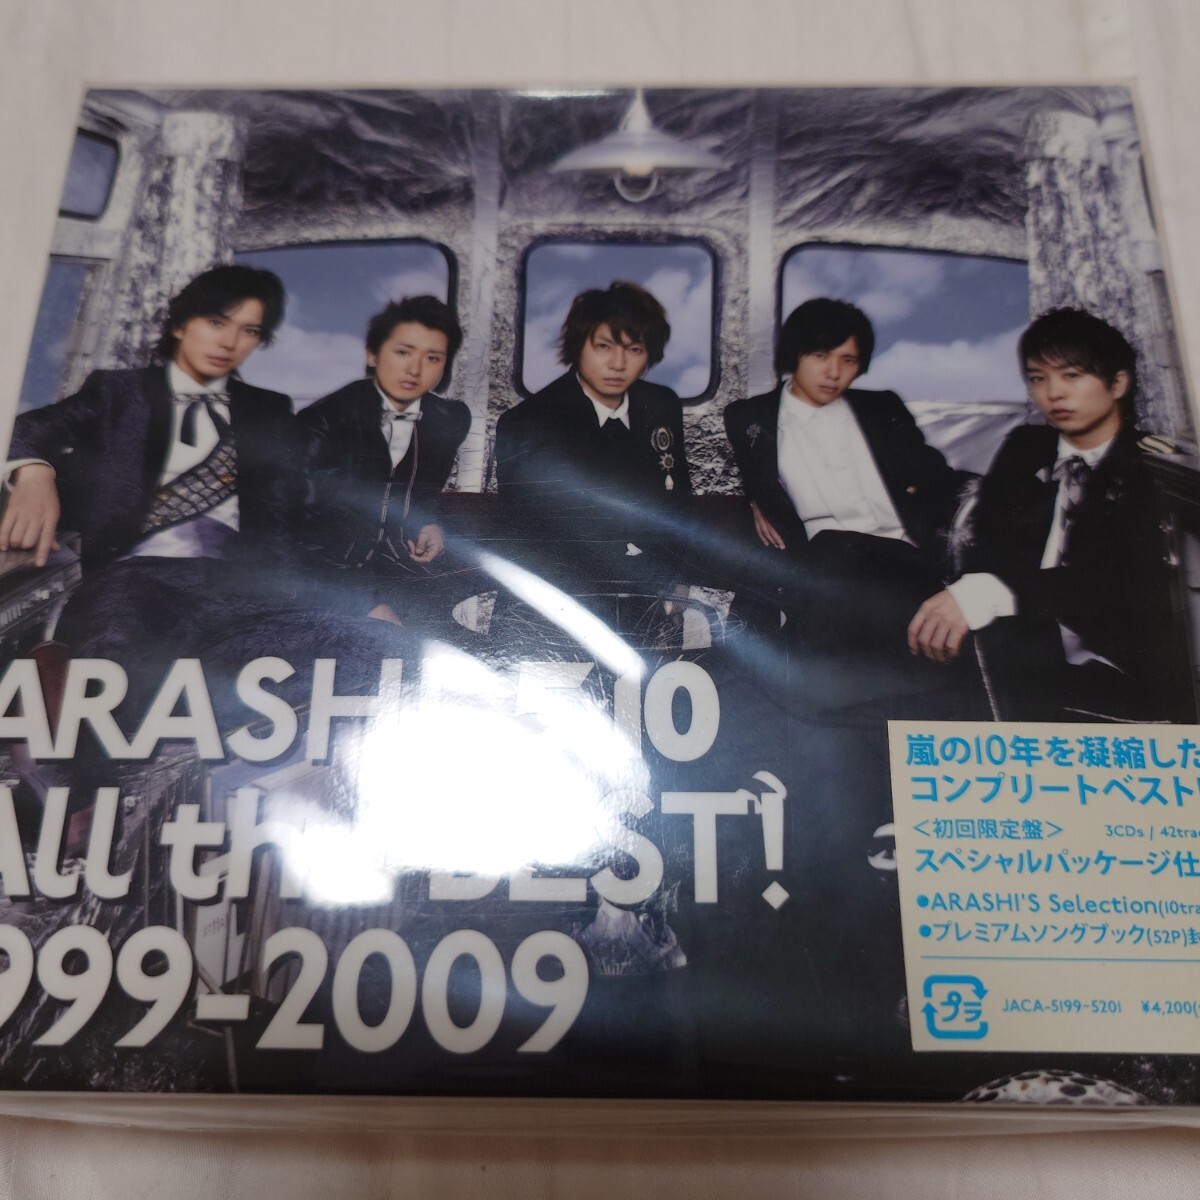 ARASHI 5×10
All the BEST!
1999-2009
嵐の10年を凝縮した
コンプリートベスト!
<初回限定盤> 3CDs / 42trac
スペシャルパッケージ仕
•ARASHI'S Selection(10tra
•プレミアムソングブック(52P)封
プラ
JACA-5199~5201 ¥4,200(